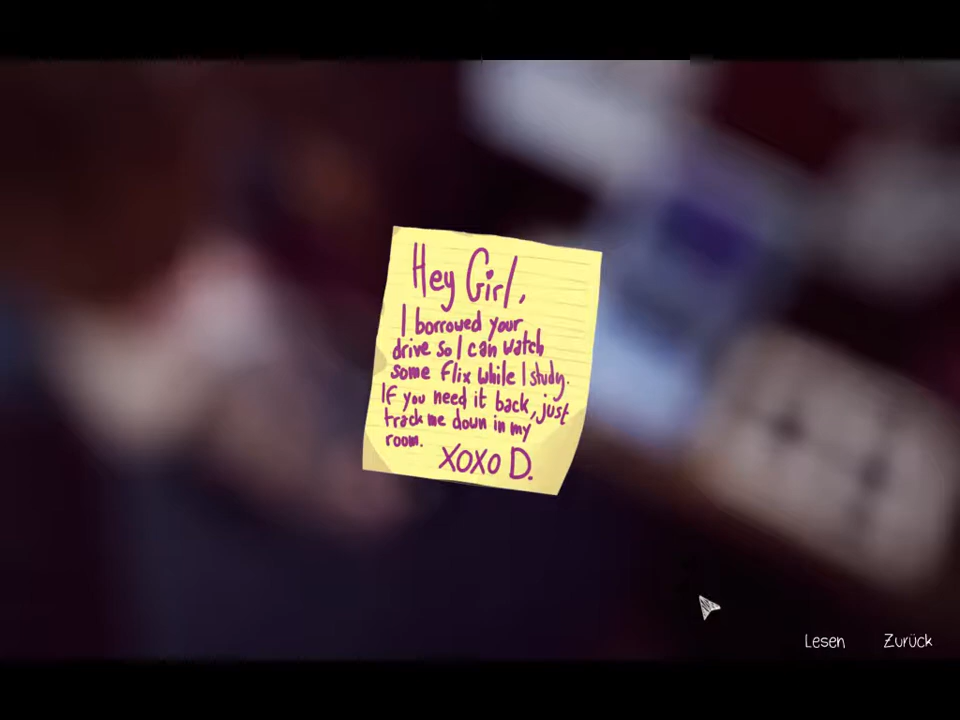 Hey Girl,
I borrowed your
drive so I can watch
some Flix while I study.
If you need it back, just
track me down in my
room.
XOXO D.
Lesen Zurück